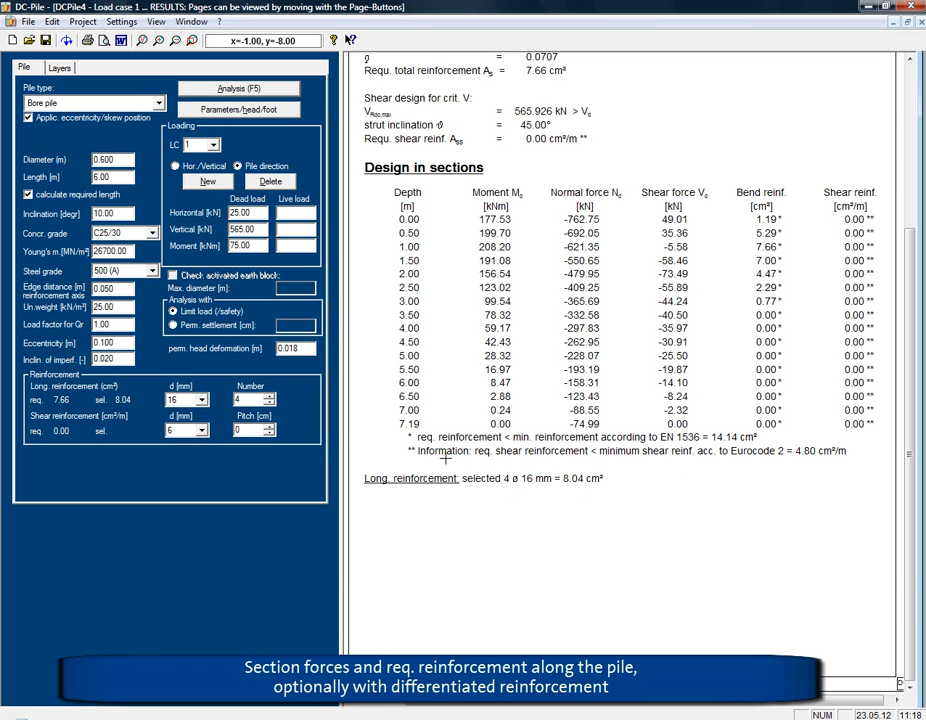 DC-Pile - [DCPile4 - Load case 1 ... RESULTS: Pages can be viewed by moving with the Page-Buttons]
File Edit Project Settings View Window ?
x=-1.00, y=-8.00
Pile Layers
Pile type:
Bore pile
Applic. eccentricity/skew position
Diameter (m) 0.600
Length [m] 6.00
calculate required length
Inclination [degr] 10.00
Concr. grade C25/30
Young's m.[MN/m²] 26700.00
Steel grade 500 (A)
Edge distance [m] reinforcement axis 0.050
Un.weight [kN/m³] 25.00
Load factor for Qr 1.00
Eccentricity [m] 0.100
Inclin. of imperf. [-] 0.020
Analysis (F5)
Parameters/head/foot
Loading
LC 1
Hor./Vertical Pile direction
New Delete
Dead load Live load
Horizontal [kN] 25.00
Vertical [kN] 565.00
Moment [kNm] 75.00
Check activated earth block:
Max. diameter [m]:
Analysis with
Limit load (/safety)
Perm. settlement [cm]:
perm. head deformation [m] 0.018
Reinforcement
Long. reinforcement (cm²) d [mm] Number
req. 7.66 sel. 8.04 16 4
Shear reinforcement [cm²/m] d [mm] Pitch [cm]
req. 0.00 sel. 6 0
= 0.0707
Requ. total reinforcement As = 7.66 cm²
Shear design for crit. V:
VRdc,max = 565.926 kN > Vd
strut inclination ϑ = 45.00°
Requ. shear reinf. Ass = 0.00 cm²/m **
Design in sections
Depth Moment Md Normal force Nd Shear force Vd Bend reinf. Shear reinf.
[m] [kNm] [kN] [kN] [cm²] [cm²/m]
0.00 177.53 -762.75 49.01 1.19 * 0.00 **
0.50 199.70 -692.05 35.36 5.29 * 0.00 **
1.00 208.20 -621.35 -5.58 7.66 * 0.00 **
1.50 191.08 -550.65 -58.46 7.00 * 0.00 **
2.00 156.54 -479.95 -73.49 4.47 * 0.00 **
2.50 123.02 -409.25 -55.89 2.29 * 0.00 **
3.00 99.54 -365.69 -44.24 0.77 * 0.00 **
3.50 78.32 -332.58 -40.50 0.00 * 0.00 **
4.00 59.17 -297.83 -35.97 0.00 * 0.00 **
4.50 42.43 -262.95 -30.91 0.00 * 0.00 **
5.00 28.32 -228.07 -25.50 0.00 * 0.00 **
5.50 16.97 -193.19 -19.87 0.00 * 0.00 **
6.00 8.47 -158.31 -14.10 0.00 * 0.00 **
6.50 2.88 -123.43 -8.24 0.00 * 0.00 **
7.00 0.24 -88.55 -2.32 0.00 * 0.00 **
7.19 0.00 -74.99 0.00 0.00 * 0.00 **
* req. reinforcement < min. reinforcement according to EN 1536 = 14.14 cm²
** Information: req. shear reinforcement < minimum shear reinf. acc. to Eurocode 2 = 4.80 cm²/m
Long. reinforcement: selected 4 ø 16 mm = 8.04 cm²
Section forces and req. reinforcement along the pile,
optionally with differentiated reinforcement
NUM 23.05.12 11:18